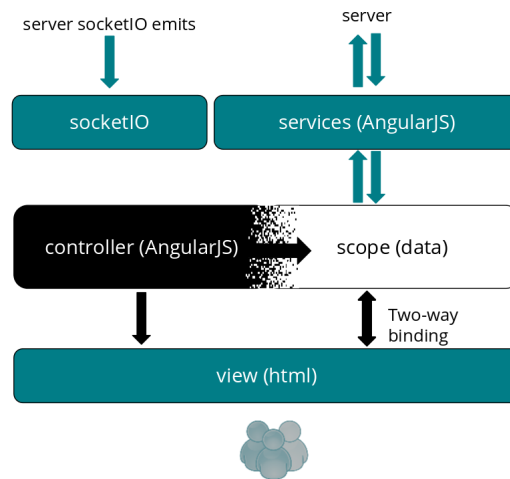 server socketIO emits
server
socketIO
services (AngularJS)
controller (AngularJS)
scope (data)
Two-way
binding
view (html)